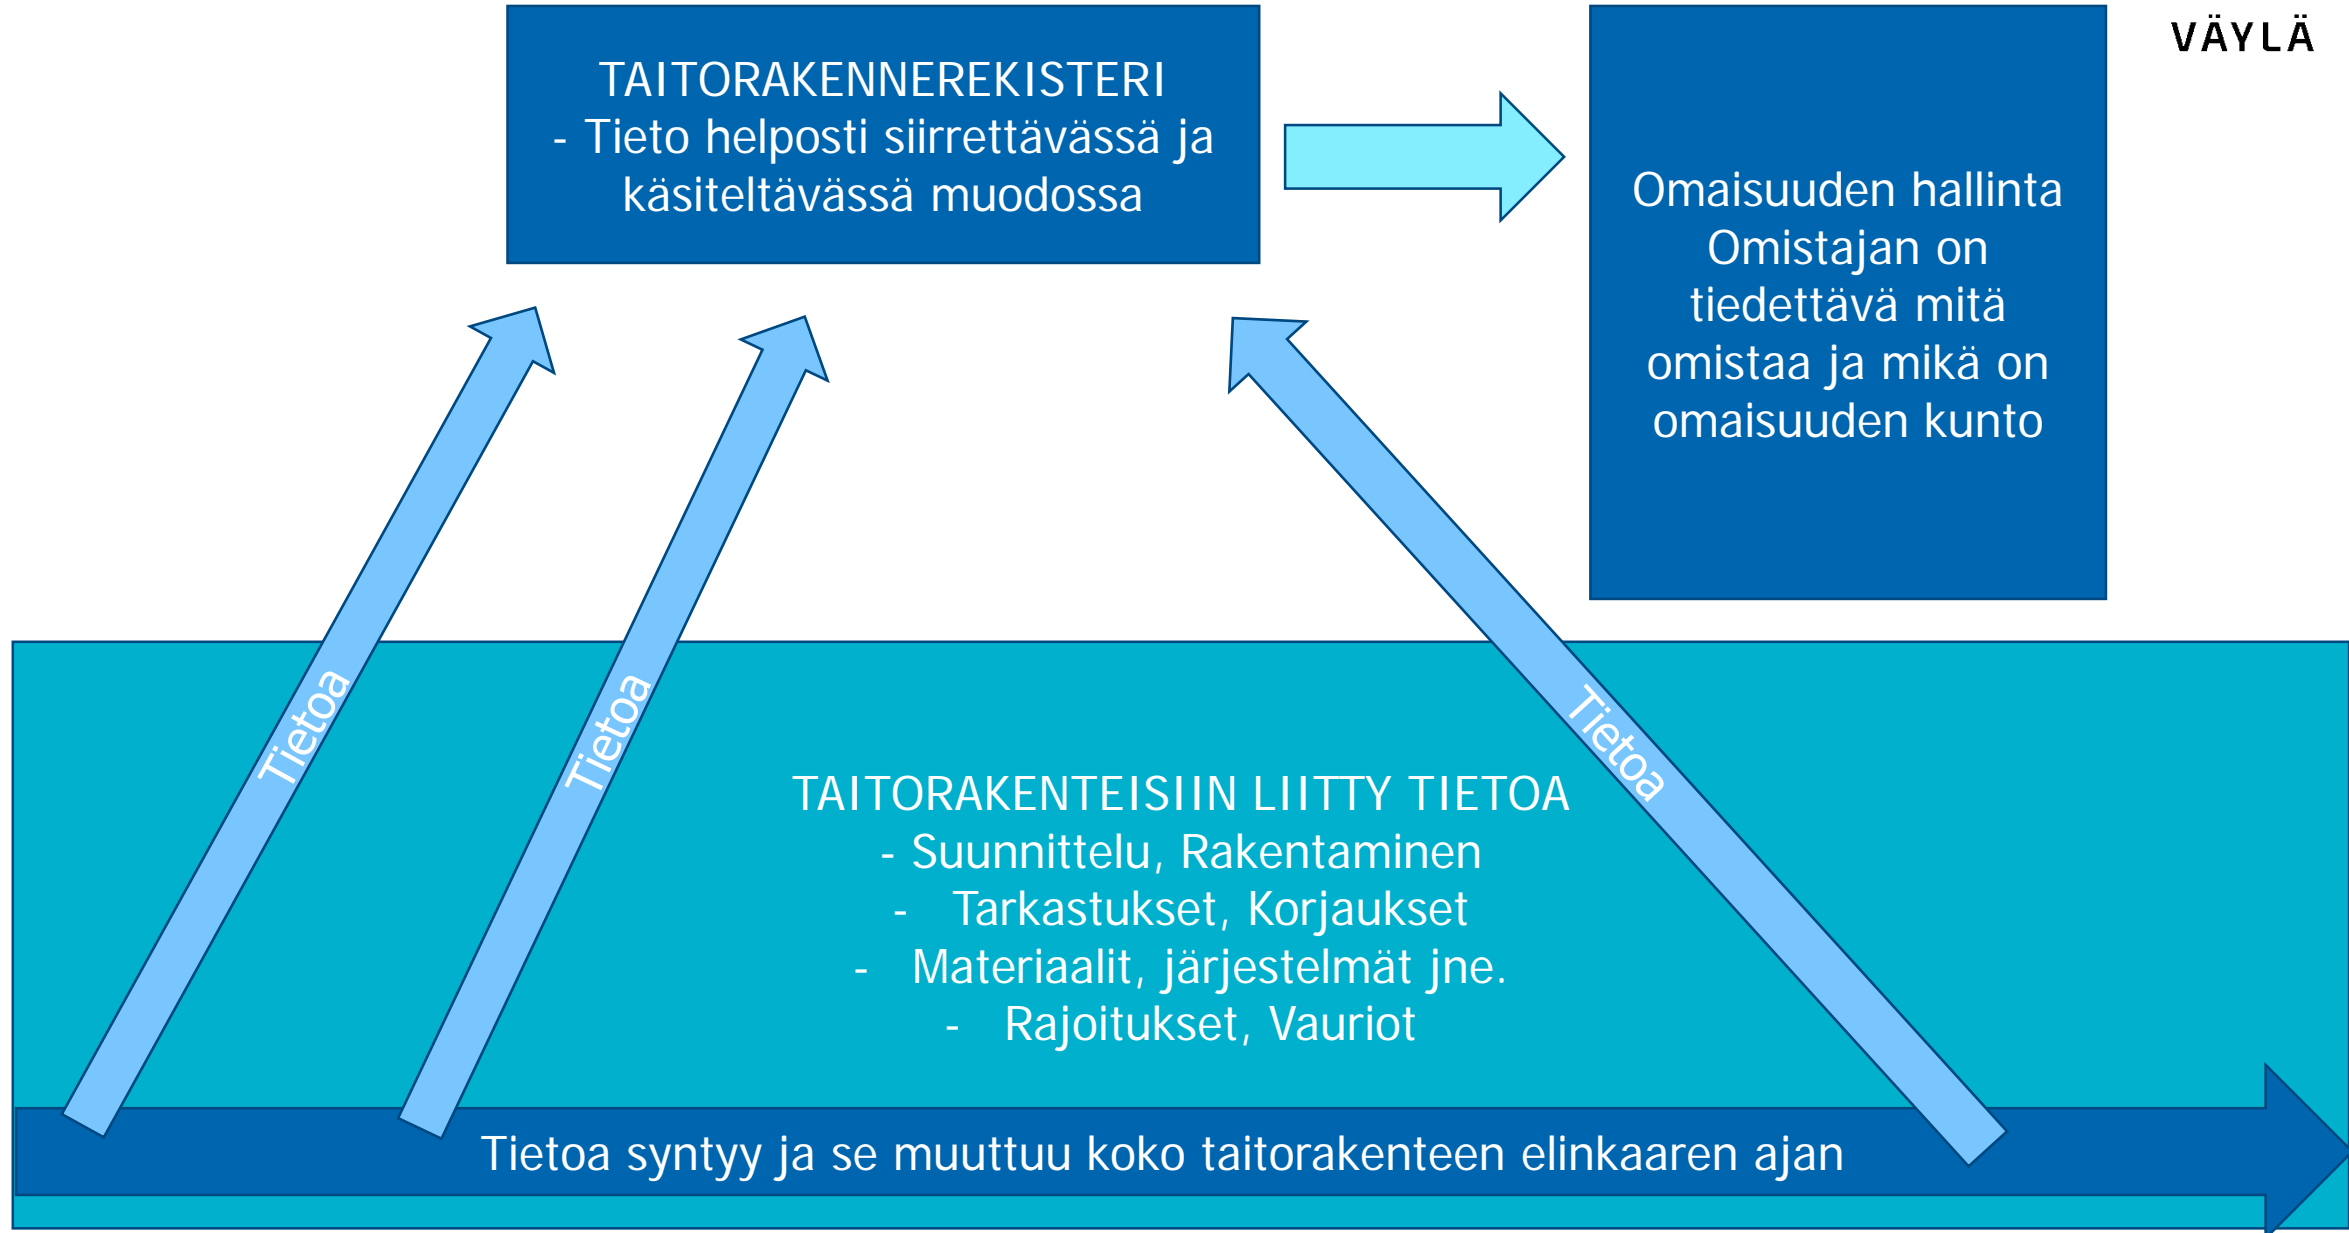 VÄYLÄ
TAITORAKENNEREKISTERI
- Tieto helposti siirrettävässä ja
käsiteltävässä muodossa
Omaisuuden hallinta
Omistajan on
tiedettävä mitä
omistaa ja mikä on
omaisuuden kunto
Tietoa
Tietoa
Tietoa
TAITORAKENTEISIIN LIITTY TIETOA
- Suunnittelu, Rakentaminen
- Tarkastukset, Korjaukset
- Materiaalit, järjestelmät jne.
- Rajoitukset, Vauriot
Tietoa syntyy ja se muuttuu koko taitorakenteen elinkaaren ajan